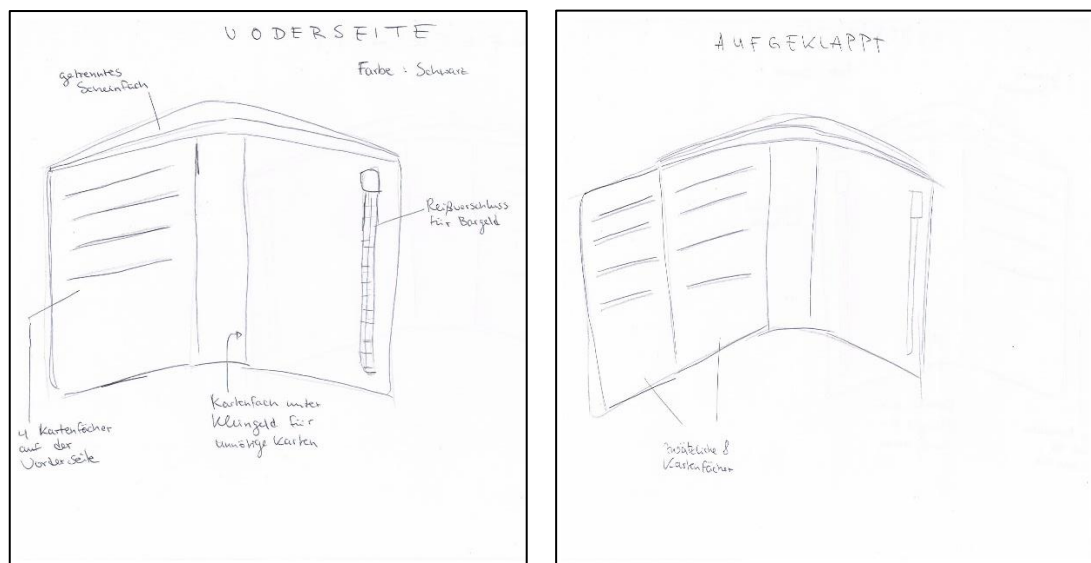 VODERSEITE
Farbe : Schwarz
getrenntes
Scheinfach
Reißverschluss
für Bargeld
Kartenfach unter
Kleingeld für
unnötige Karten
4 Kartenfächer
auf der
Vorderseite
AUFGEKLAPPT
zusätzliche 8
Kartenfächer